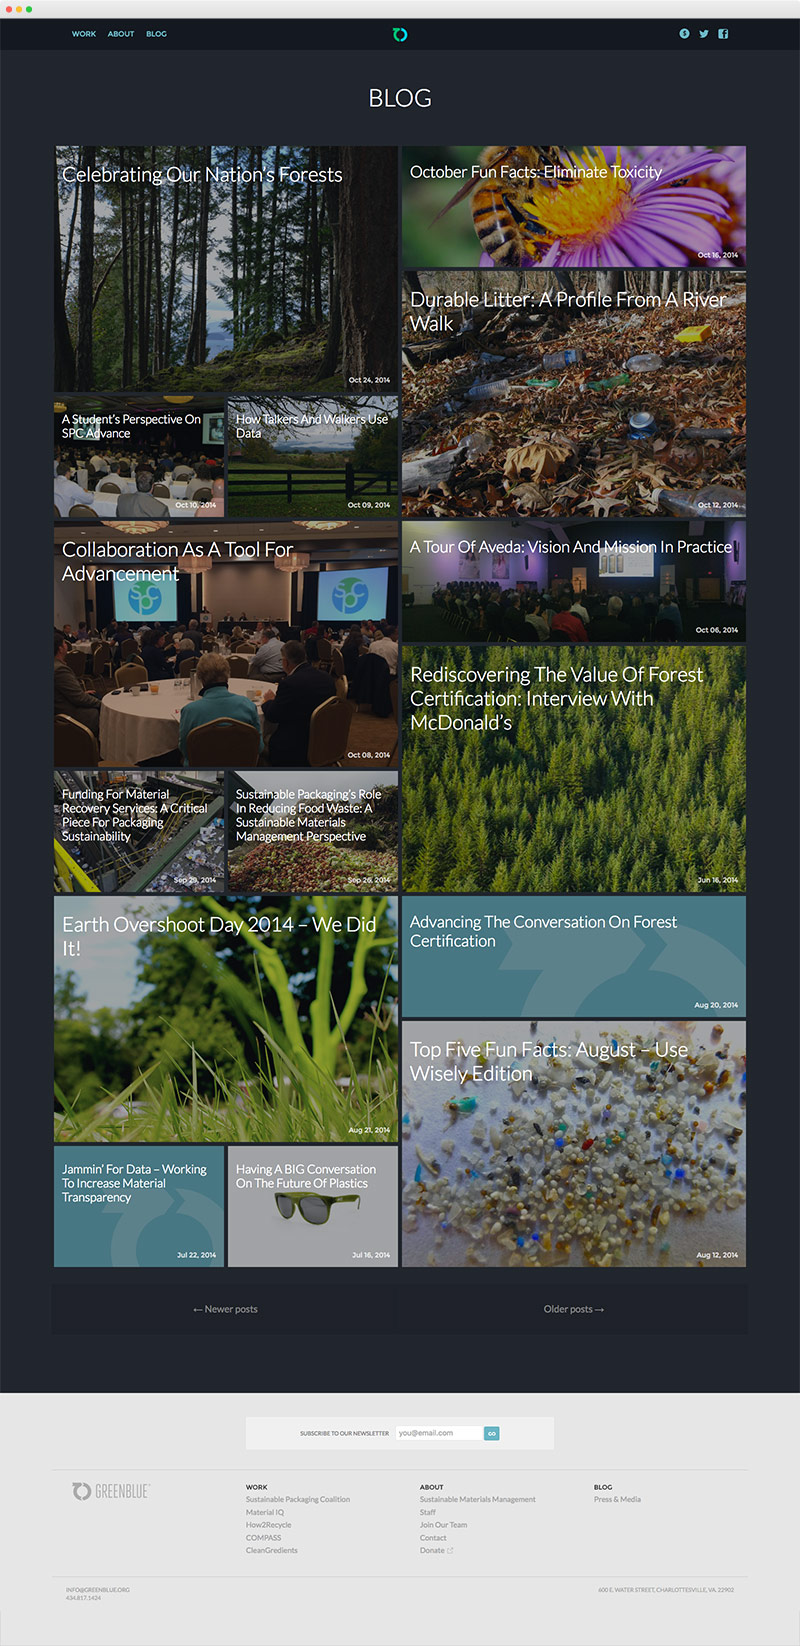 WORK ABOUT BLOG
BLOG
Celebrating Our Nation's Forests
Oct 24, 2014
October Fun Facts: Eliminate Toxicity
Oct 16, 2014
Durable Litter: A Profile From A River
Walk
Oct 12, 2014
A Student's Perspective On
SPC Advance
Oct 10, 2014
How Talkers And Walkers Use
Data
Oct 09, 2014
Collaboration As A Tool For
Advancement
spc
spc
Oct 08, 2014
A Tour Of Aveda: Vision And Mission In Practice
Oct 06, 2014
Rediscovering The Value Of Forest
Certification: Interview With
McDonald's
Jun 16, 2014
Funding For Material
Recovery Services: A Critical
Piece For Packaging
Sustainability
Sep 29, 2014
Sustainable Packaging's Role
In Reducing Food Waste: A
Sustainable Materials
Management Perspective
Sep 26, 2014
Earth Overshoot Day 2014 – We Did
It!
Aug 21, 2014
Advancing The Conversation On Forest
Certification
Aug 20, 2014
Top Five Fun Facts: August – Use
Wisely Edition
Aug 12, 2014
Jammin' For Data – Working
To Increase Material
Transparency
Jul 22, 2014
Having A BIG Conversation
On The Future Of Plastics
Jul 16, 2014
← Newer posts
Older posts →
SUBSCRIBE TO OUR NEWSLETTER you@email.com GO
GREENBLUE
WORK
Sustainable Packaging Coalition
Material IQ
How2Recycle
COMPASS
CleanGredients
ABOUT
Sustainable Materials Management
Staff
Join Our Team
Contact
Donate
BLOG
Press & Media
INFO@GREENBLUE.ORG
434.817.1424
600 E. WATER STREET, CHARLOTTESVILLE, VA. 22902